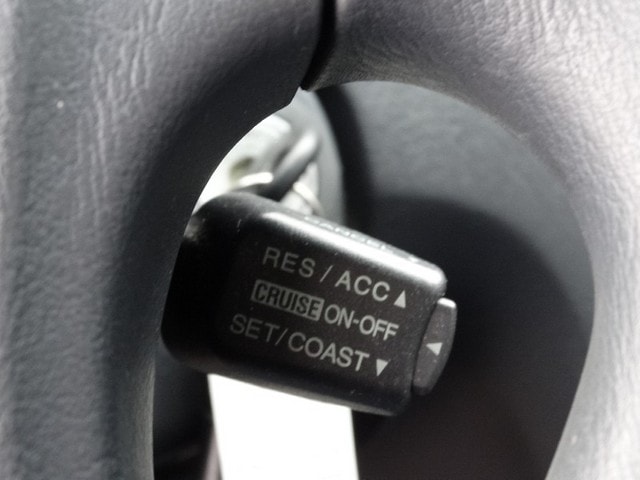 RES / ACC ▲
CRUISE ON-OFF
SET/COAST ▼